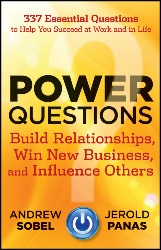 337 Essential Questions
to Help You Succeed at Work and in Life
POWER
QUESTIONS
Build Relationships,
Win New Business,
and Influence Others
ANDREW SOBEL
JEROLD PANAS